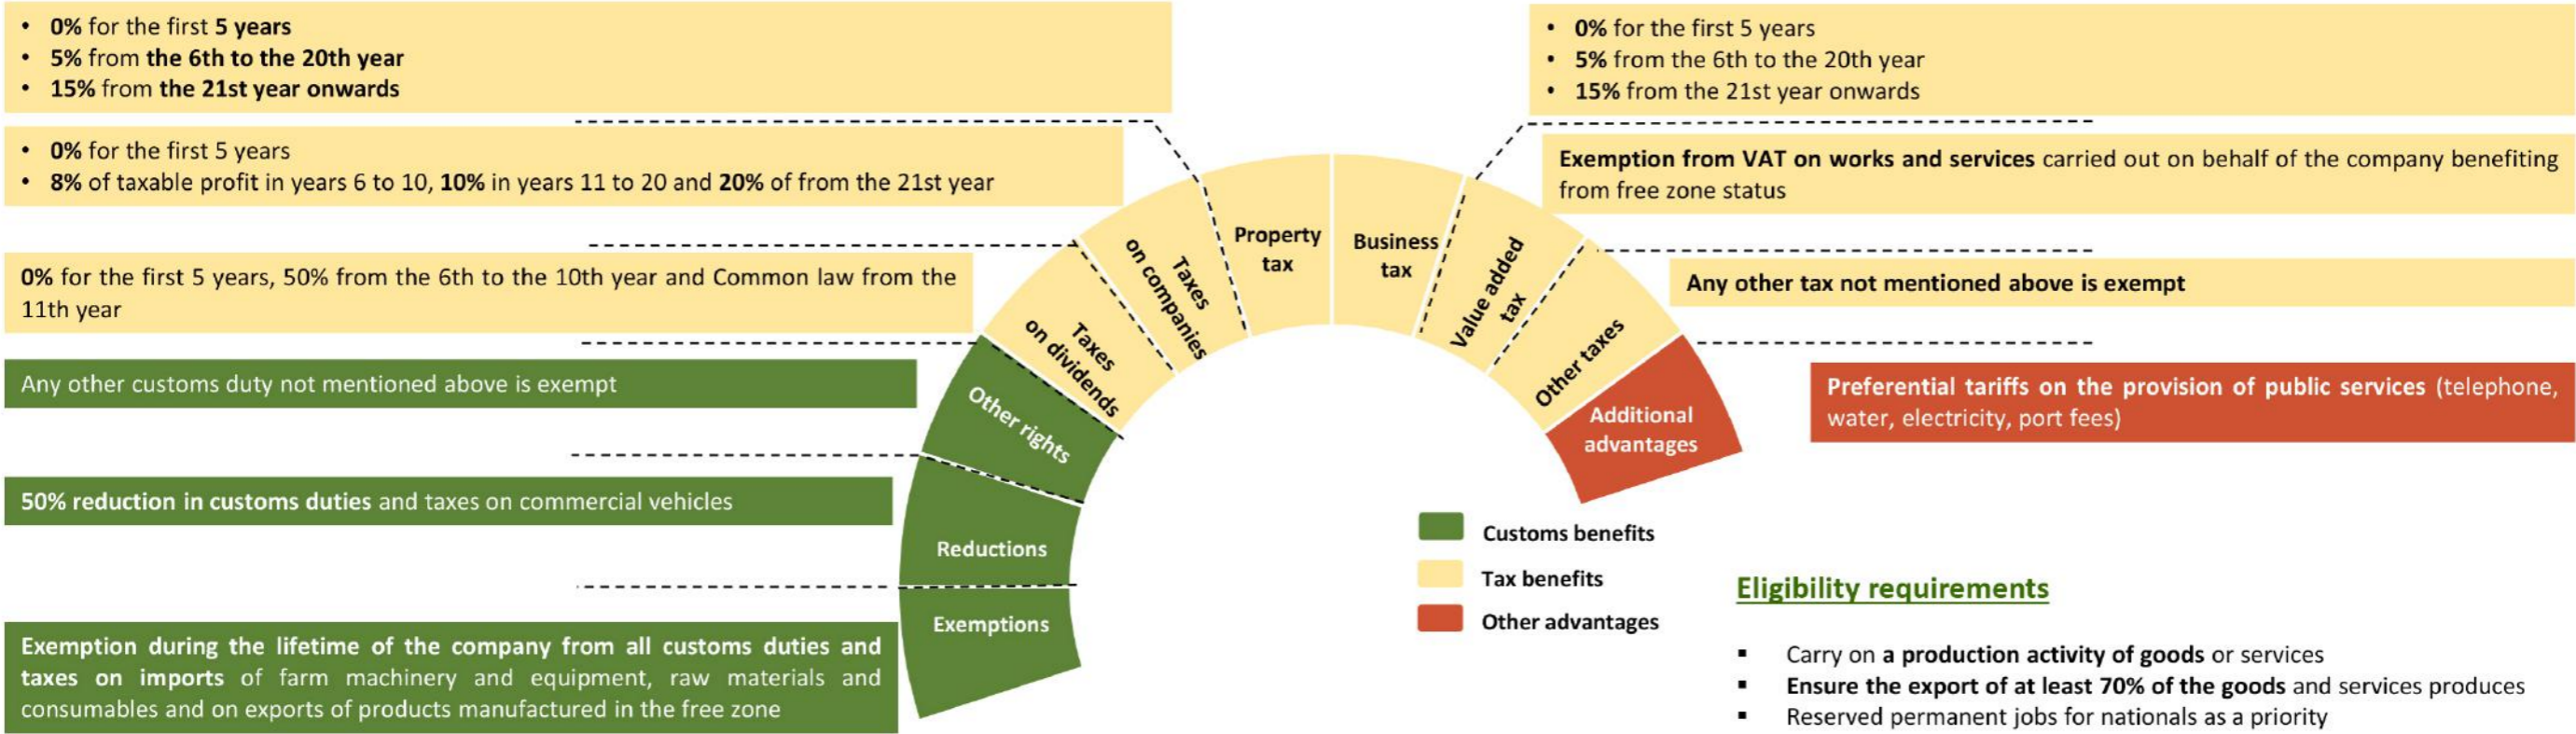 • 0% for the first 5 years
• 5% from the 6th to the 20th year
• 15% from the 21st year onwards
• 0% for the first 5 years
• 8% of taxable profit in years 6 to 10, 10% in years 11 to 20 and 20% of from the 21st year
0% for the first 5 years, 50% from the 6th to the 10th year and Common law from the
11th year
Any other customs duty not mentioned above is exempt
50% reduction in customs duties and taxes on commercial vehicles
Exemption during the lifetime of the company from all customs duties and
taxes on imports of farm machinery and equipment, raw materials and
consumables and on exports of products manufactured in the free zone
Exemptions
Reductions
Other rights
Taxes
on dividends
Taxes
on companies
Property
tax
Business
tax
Value added
tax
Other taxes
Additional
advantages
• 0% for the first 5 years
• 5% from the 6th to the 20th year
• 15% from the 21st year onwards
Exemption from VAT on works and services carried out on behalf of the company benefiting
from free zone status
Any other tax not mentioned above is exempt
Preferential tariffs on the provision of public services (telephone,
water, electricity, port fees)
Customs benefits
Tax benefits
Other advantages
Eligibility requirements
▪ Carry on a production activity of goods or services
▪ Ensure the export of at least 70% of the goods and services produces
▪ Reserved permanent jobs for nationals as a priority